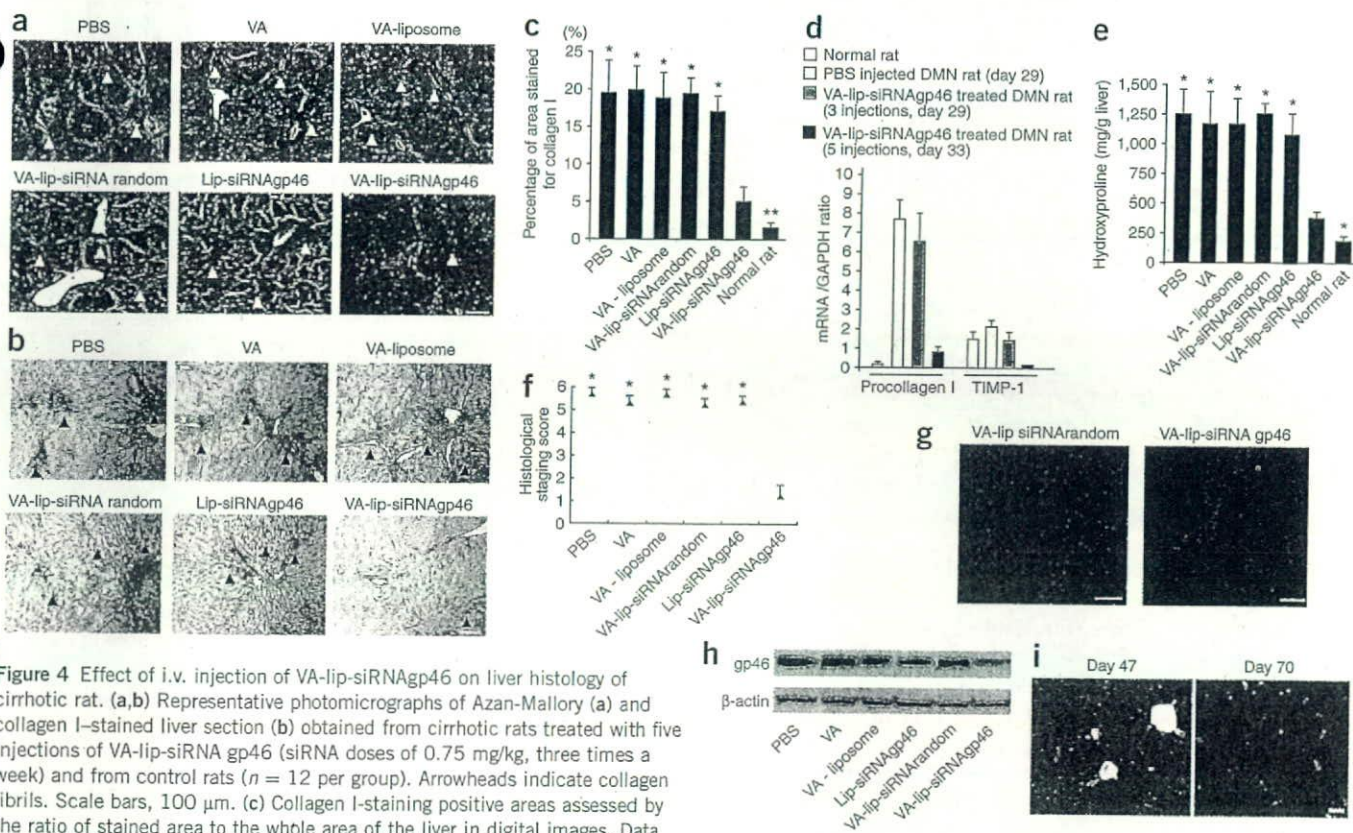 a
PBS
VA
VA-liposome
VA-lip-siRNA random
Lip-siRNAgp46
VA-lip-siRNAgp46
b
PBS
VA
VA-liposome
VA-lip-siRNA random
Lip-siRNAgp46
VA-lip-siRNAgp46
c
(%)
Percentage of area stained
for collagen I
25
20
15
10
5
0
* * * * * **
PBS
VA
VA - liposome
VA-lip-siRNArandom
Lip-siRNAgp46
VA-lip-siRNAgp46
Normal rat
d
Normal rat
PBS injected DMN rat (day 29)
VA-lip-siRNAgp46 treated DMN rat
(3 injections, day 29)
VA-lip-siRNAgp46 treated DMN rat
(5 injections, day 33)
mRNA /GAPDH ratio
10
9
8
7
6
5
4
3
2
1
0
Procollagen I
TIMP-1
e
Hydroxyproline (mg/g liver)
1,500
1,250
1,000
750
500
250
0
* * * * * *
PBS
VA
VA - liposome
VA-lip-siRNArandom
Lip-siRNAgp46
VA-lip-siRNAgp46
Normal rat
f
Histological
staging score
6
5
4
3
2
1
0
* * * * *
PBS
VA
VA - liposome
VA-lip-siRNArandom
Lip-siRNAgp46
VA-lip-siRNAgp46
g
VA-lip siRNArandom
VA-lip-siRNA gp46
h
gp46
β-actin
PBS
VA
VA - liposome
Lip-siRNAgp46
VA-lip-siRNArandom
VA-lip-siRNAgp46
i
Day 47
Day 70
Figure 4 Effect of i.v. injection of VA-lip-siRNAgp46 on liver histology of
cirrhotic rat. (a,b) Representative photomicrographs of Azan-Mallory (a) and
collagen I–stained liver section (b) obtained from cirrhotic rats treated with five
injections of VA-lip-siRNA gp46 (siRNA doses of 0.75 mg/kg, three times a
week) and from control rats (n = 12 per group). Arrowheads indicate collagen
fibrils. Scale bars, 100 μm. (c) Collagen I-staining positive areas assessed by
the ratio of stained area to the whole area of the liver in digital images. Data